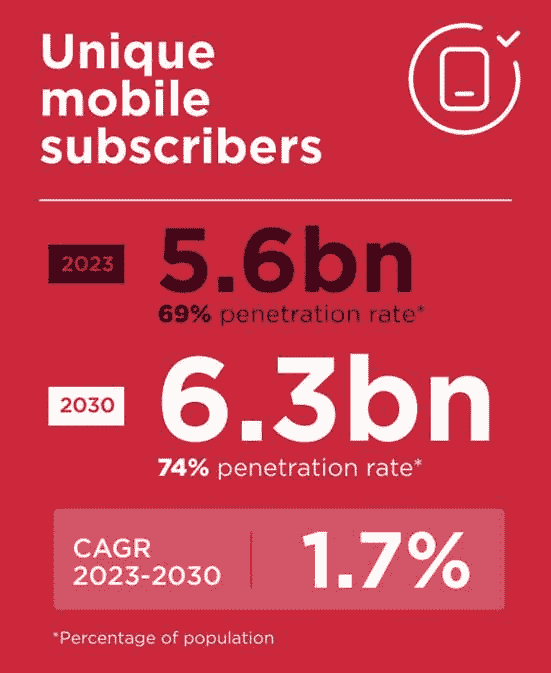 Unique
mobile
subscribers
2023
5.6bn
69% penetration rate*
2030
6.3bn
74% penetration rate*
CAGR
2023-2030
1.7%
*Percentage of population